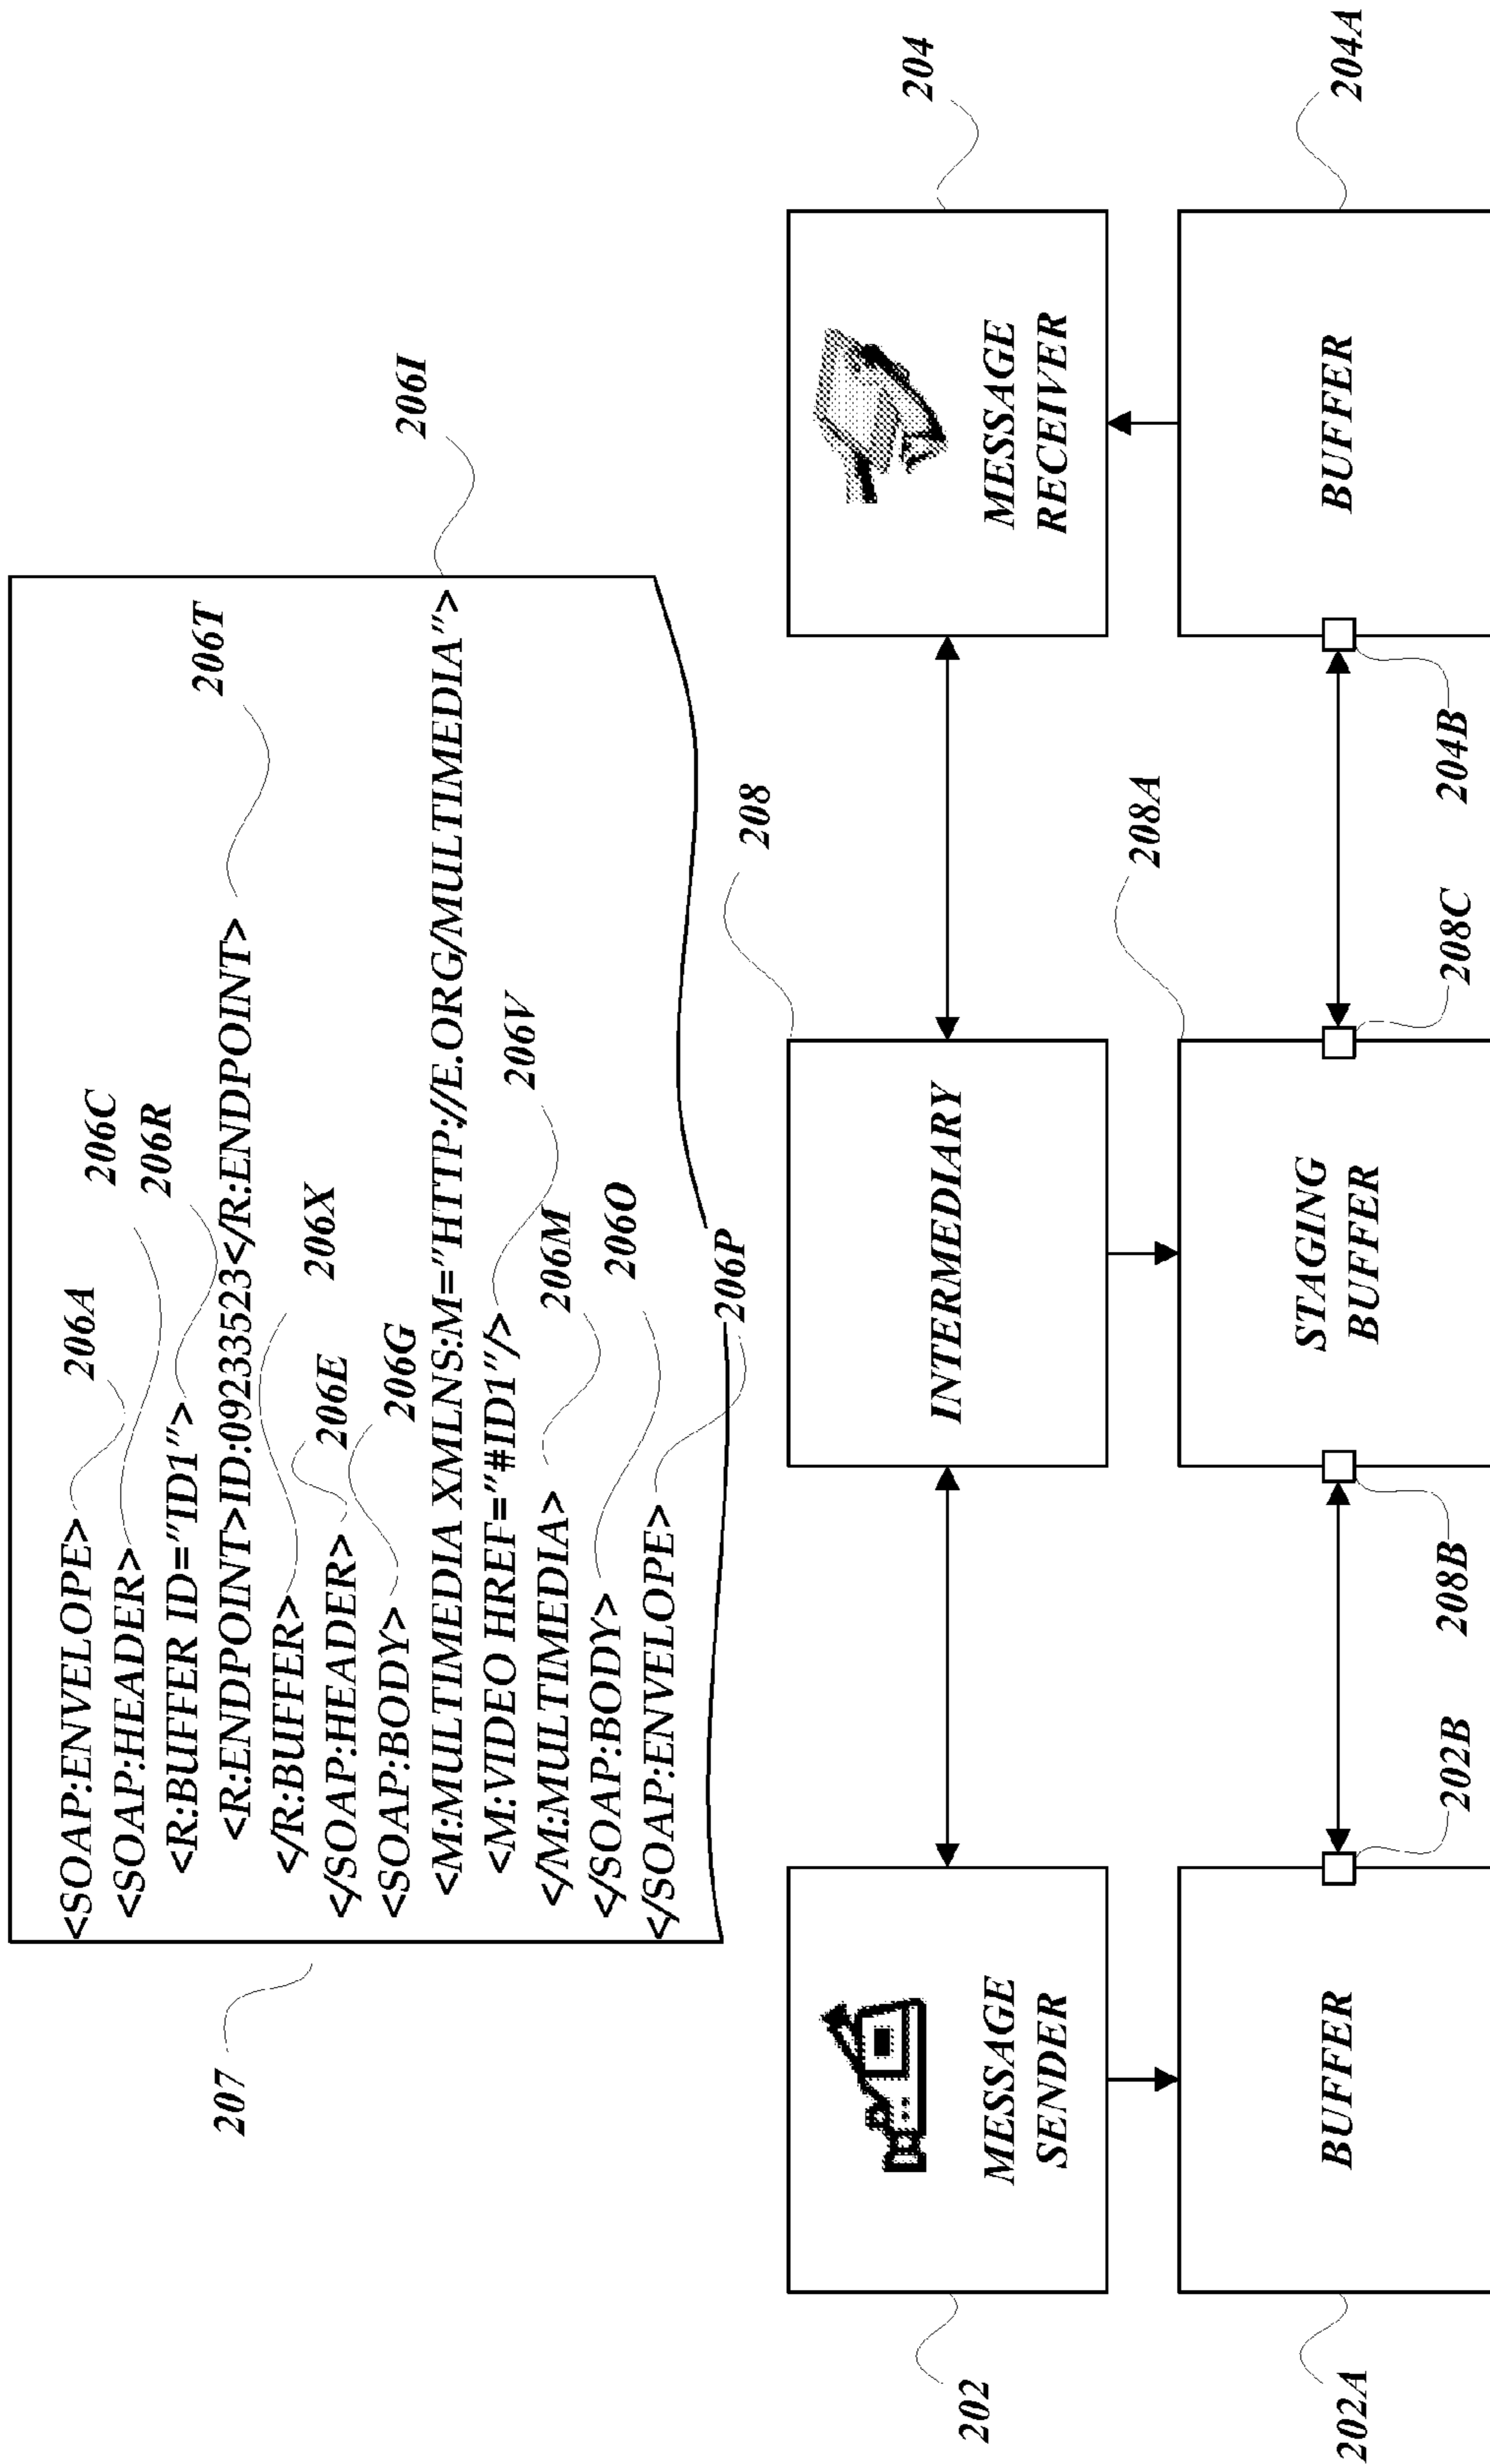 207
<SOAP:ENVELOPE>
206A
<SOAP:HEADER>
206C
<R:BUFFER ID="ID1">
206R
<R:ENDPOINT>ID:09233523</R:ENDPOINT>
206T
</R:BUFFER>
206X
</SOAP:HEADER>
206E
<SOAP:BODY>
206G
<M:MULTIMEDIA XMLNS:M="HTTP://E.ORG/MULTIMEDIA">
206I
<M:VIDEO HREF="#ID1"/>
206V
</M:MULTIMEDIA>
206M
</SOAP:BODY>
206O
</SOAP:ENVELOPE>
206P
208
202
MESSAGE
SENDER
INTERMEDIARY
MESSAGE
RECEIVER
204
208A
202A
BUFFER
STAGING
BUFFER
BUFFER
204A
202B
208B
208C
204B